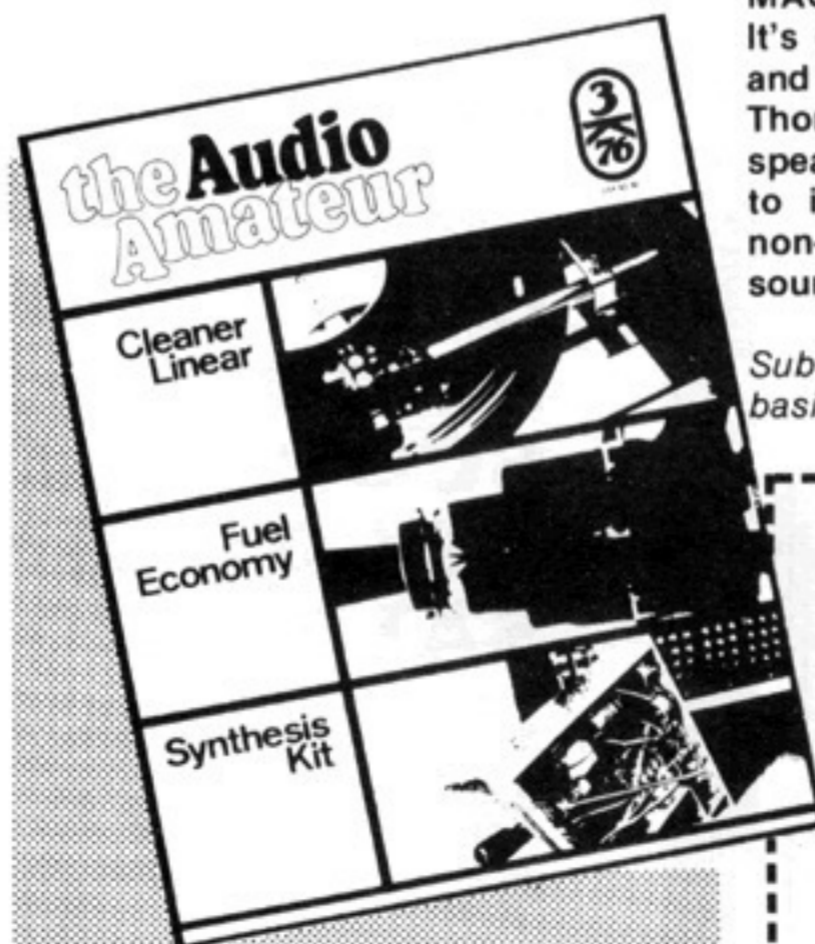 the Audio
Amateur
3
76
Cleaner
Linear
Fuel
Economy
Synthesis
Kit
It's
and
Thor
spea
to i
non-
sour
Sub
basi